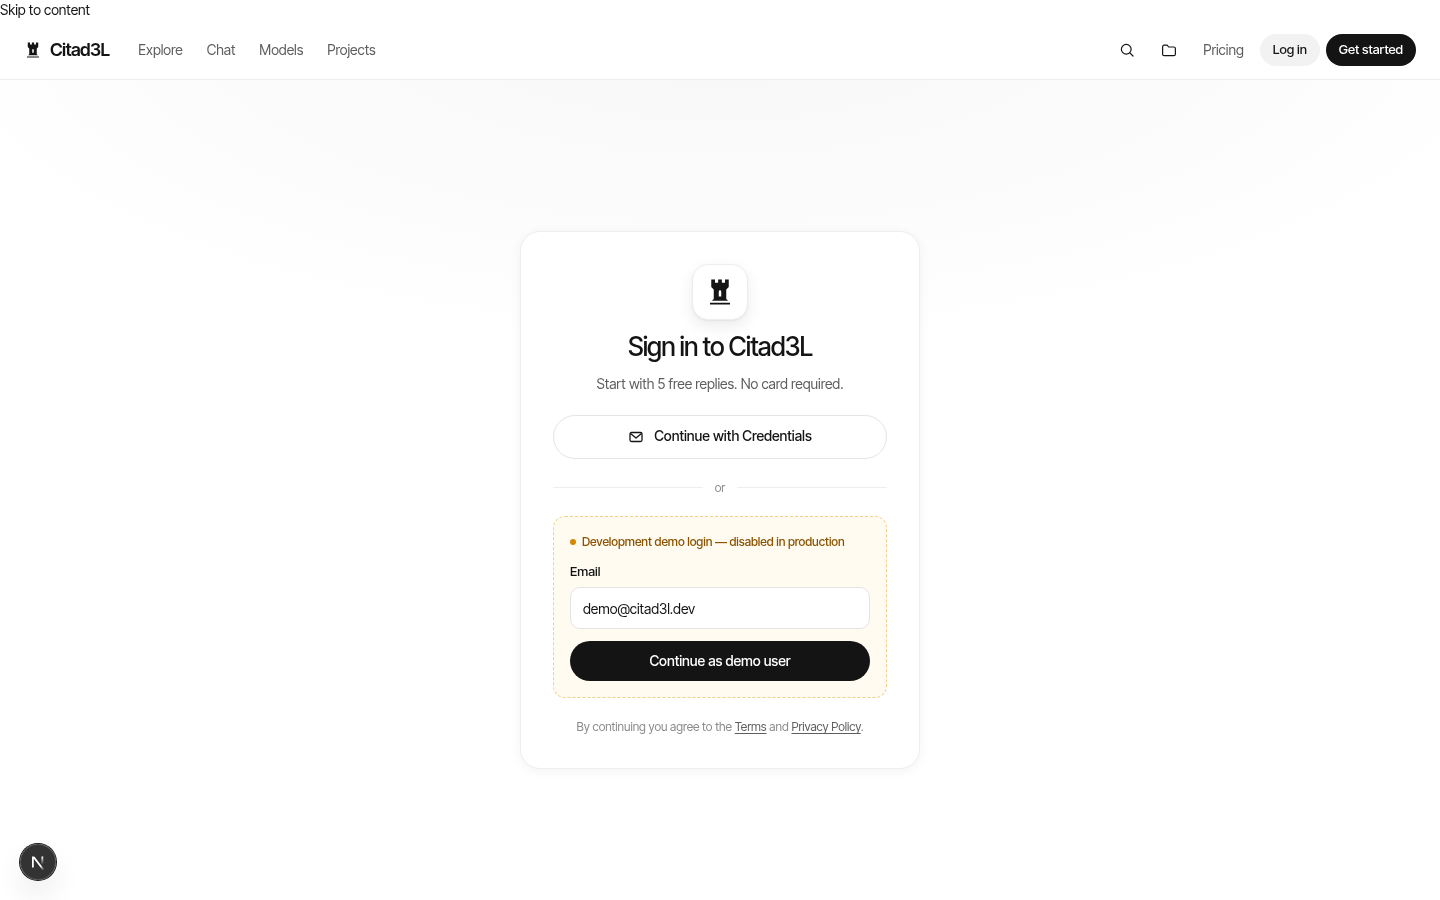 Skip to content
Citad3L Explore Chat Models Projects Pricing Log in Get started
Sign in to Citad3L
Start with 5 free replies. No card required.
Continue with Credentials
or
Development demo login — disabled in production
Email
demo@citad3l.dev
Continue as demo user
By continuing you agree to the Terms and Privacy Policy.
N